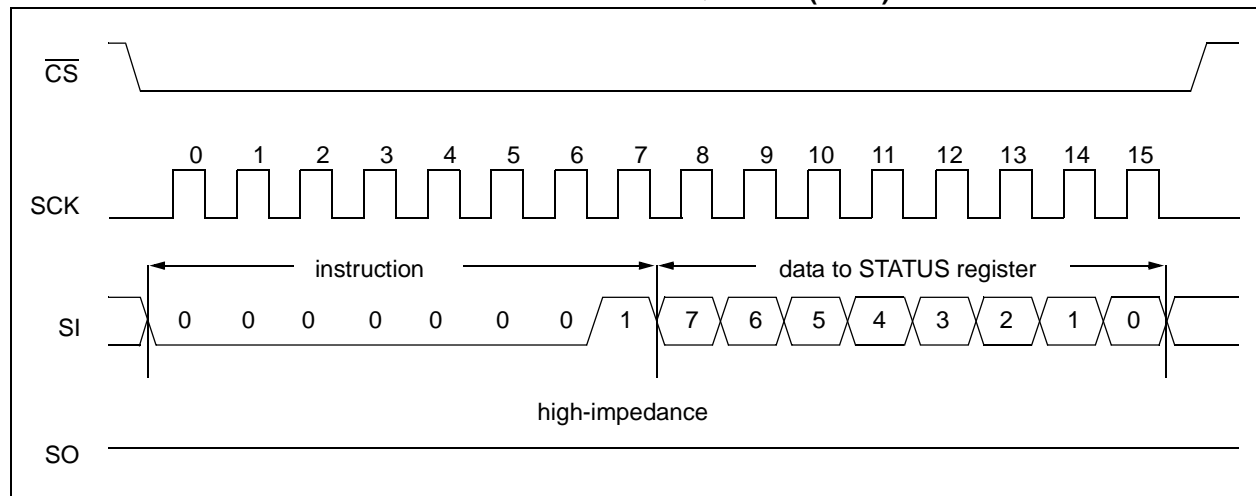 CS
0 1 2 3 4 5 6 7 8 9 10 11 12 13 14 15
SCK
instruction data to STATUS register
SI 0 0 0 0 0 0 0 1 7 6 5 4 3 2 1 0
high-impedance
SO